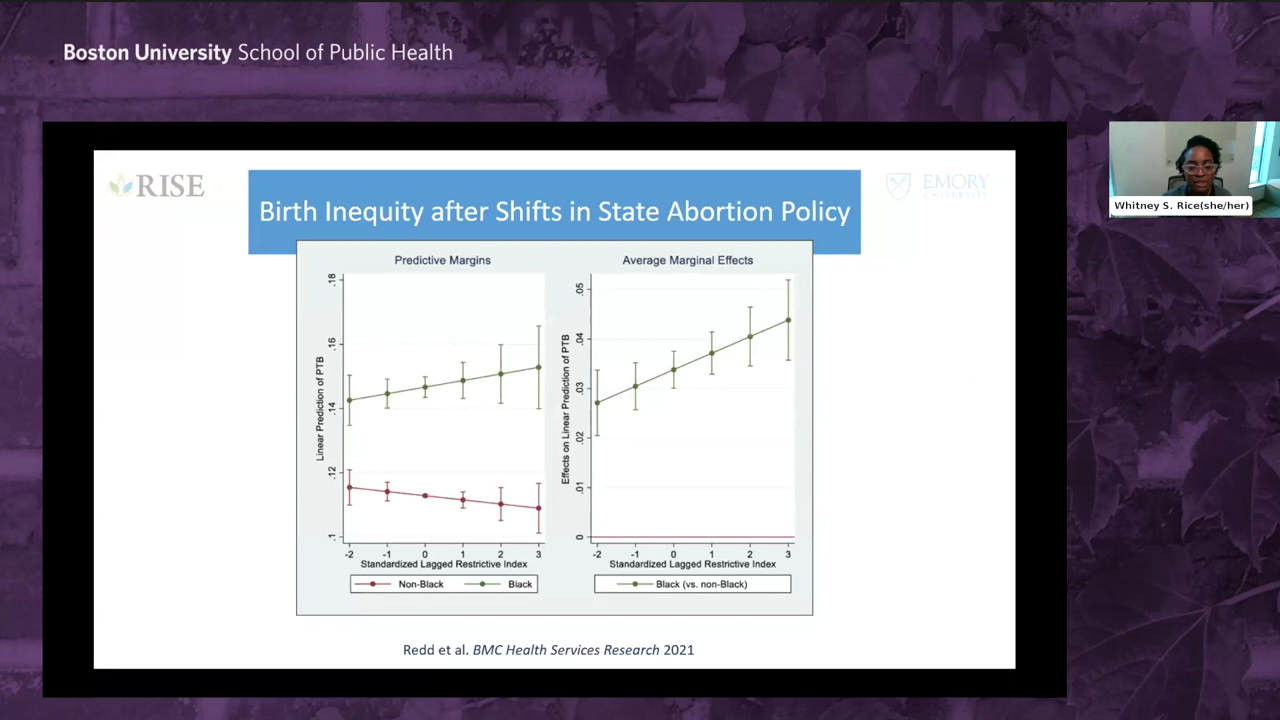 Boston University School of Public Health
RISE
EMORY
UNIVERSITY
Birth Inequity after Shifts in State Abortion Policy
Whitney S. Rice(she/her)
Predictive Margins
Linear Prediction of PTB
.18
.16
.14
.12
.1
-2 -1 0 1 2 3
Standardized Lagged Restrictive Index
Non-Black Black
Average Marginal Effects
Effects on Linear Prediction of PTB
.05
.04
.03
.02
.01
0
-2 -1 0 1 2 3
Standardized Lagged Restrictive Index
Black (vs. non-Black)
Redd et al. BMC Health Services Research 2021